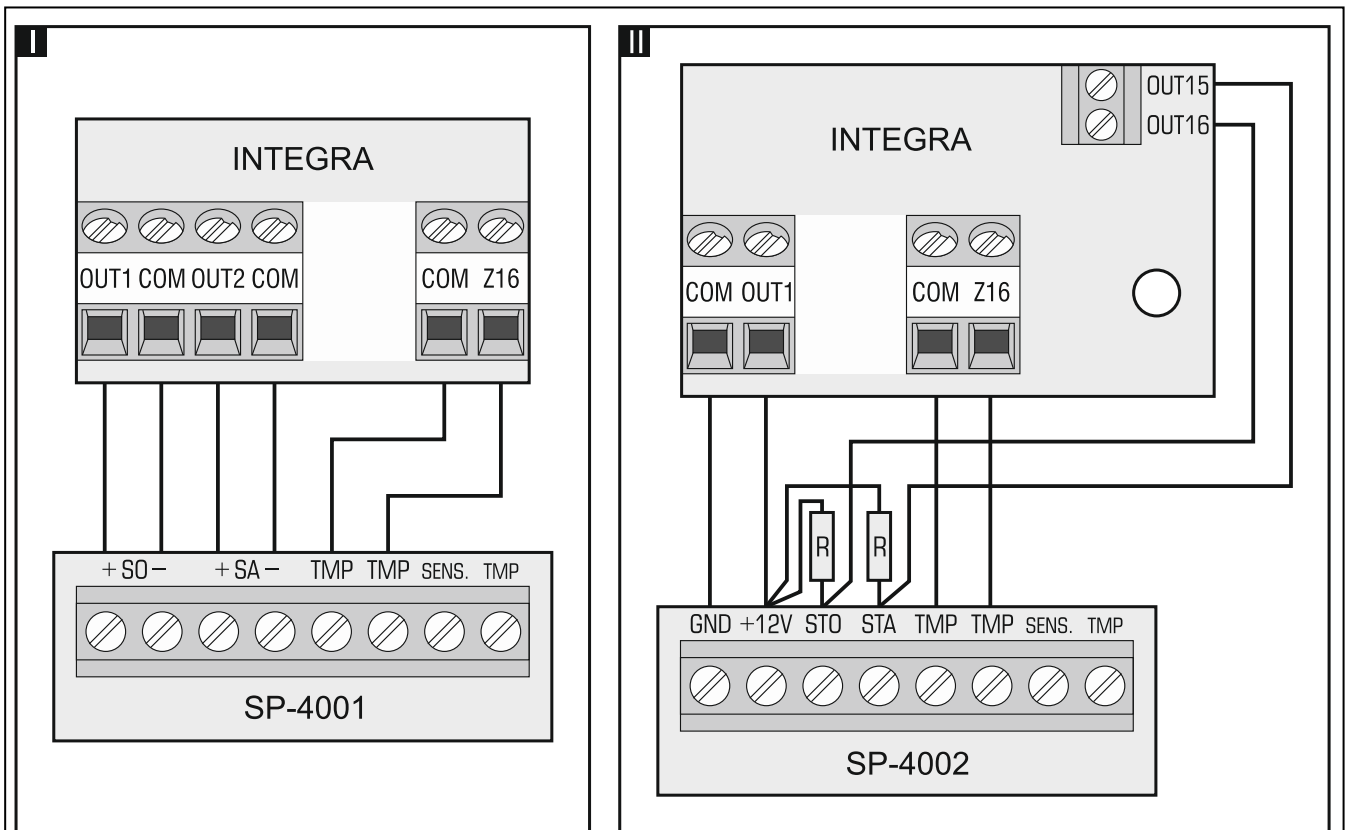 I
INTEGRA
OUT1 COM OUT2 COM
COM Z16
+ SO − + SA − TMP TMP SENS. TMP
SP-4001
II
OUT15
OUT16
INTEGRA
COM OUT1
COM Z16
R R
GND +12V STO STA TMP TMP SENS. TMP
SP-4002